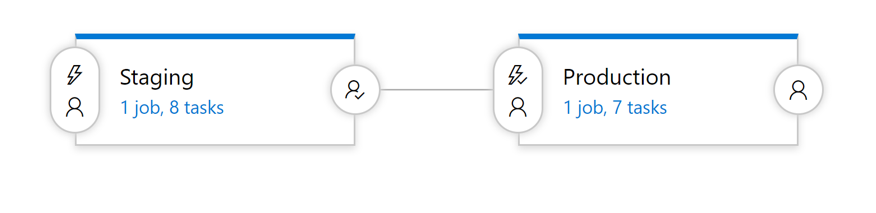 Staging
1 job, 8 tasks
Production
1 job, 7 tasks